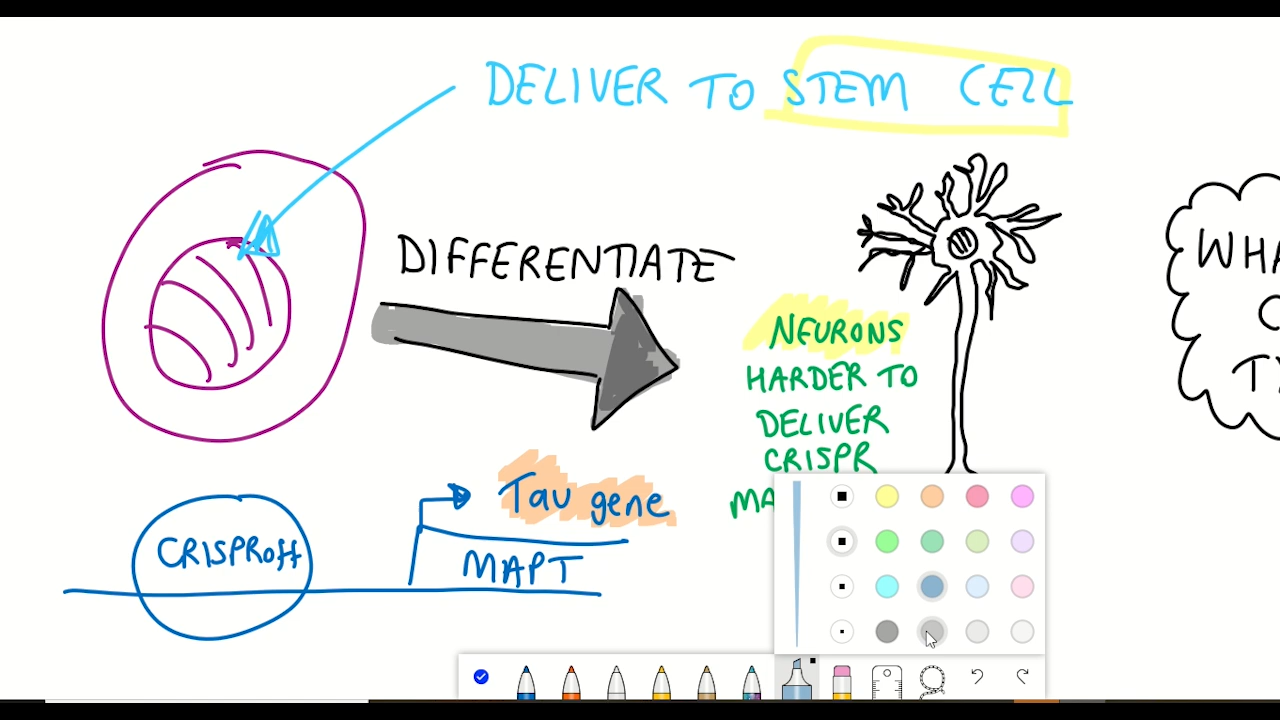 DELIVER TO STEM CELL
DIFFERENTIATE
NEURONS
HARDER TO
DELIVER
CRISPR
Tau gene
CRISPRoff
MAPT